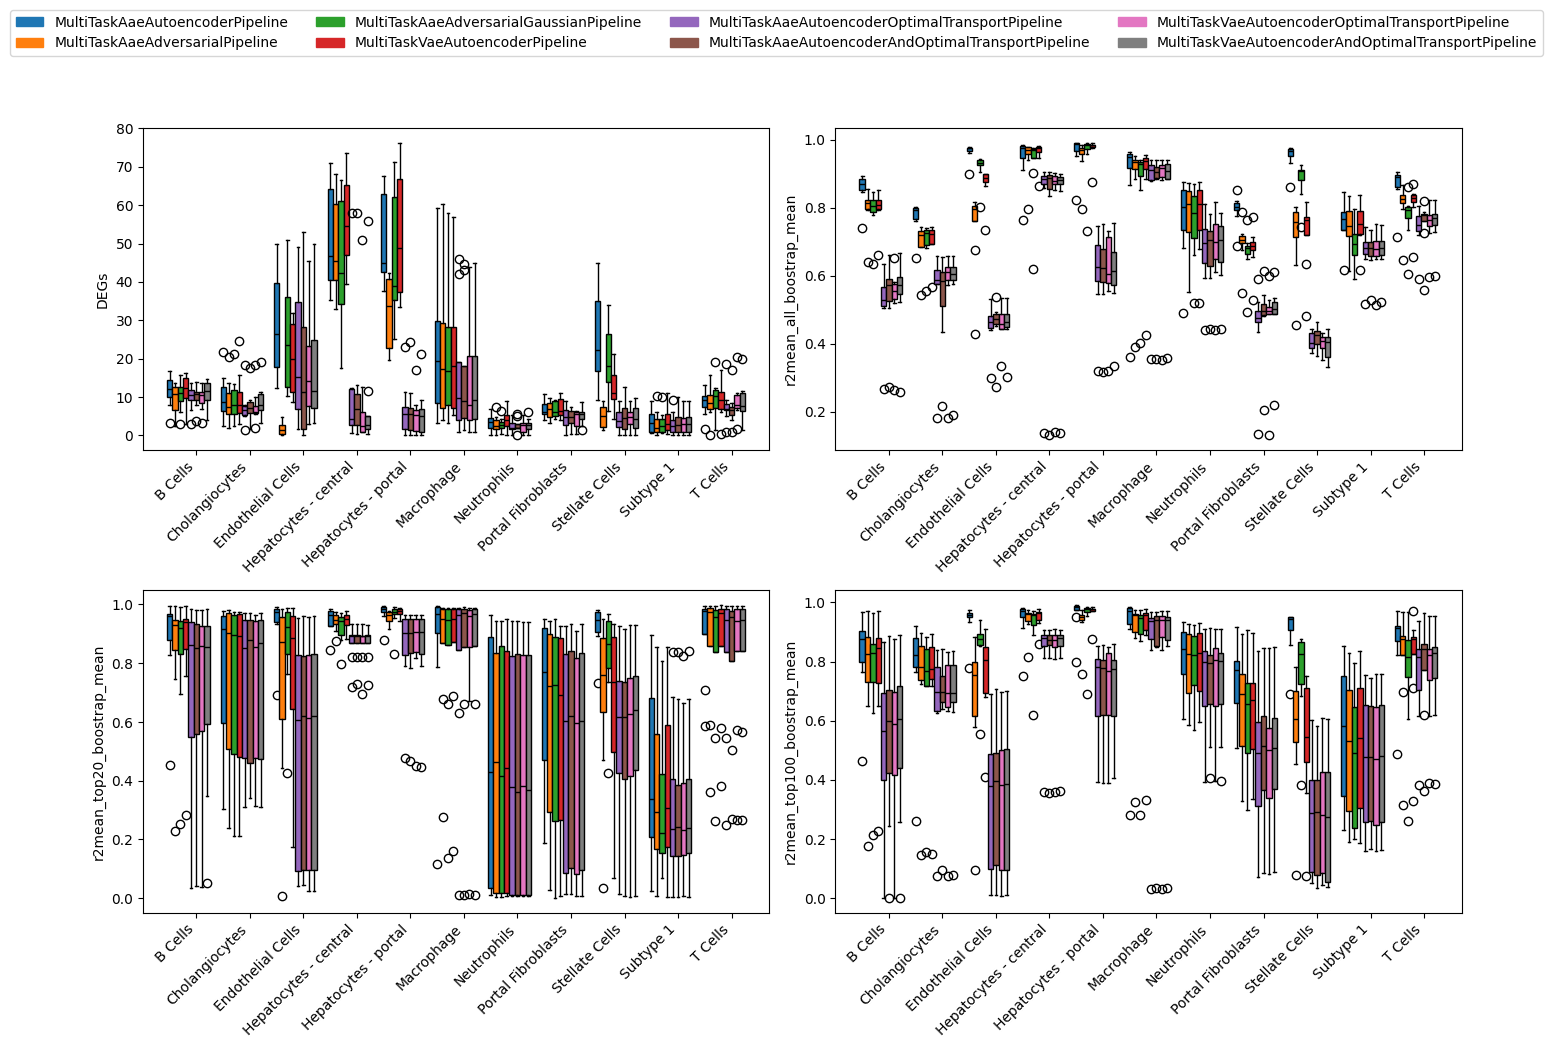 MultiTaskAaeAutoencoderPipeline MultiTaskAaeAdversarialGaussianPipeline MultiTaskAaeAutoencoderOptimalTransportPipeline MultiTaskVaeAutoencoderOptimalTransportPipeline
MultiTaskAaeAdversarialPipeline MultiTaskVaeAutoencoderPipeline MultiTaskAaeAutoencoderAndOptimalTransportPipeline MultiTaskVaeAutoencoderAndOptimalTransportPipeline
DEGs
80
70
60
50
40
30
20
10
0
B Cells
Cholangiocytes
Endothelial Cells
Hepatocytes - central
Hepatocytes - portal
Macrophage
Neutrophils
Portal Fibroblasts
Stellate Cells
Subtype 1
T Cells
r2mean_all_boostrap_mean
1.0
0.8
0.6
0.4
0.2
B Cells
Cholangiocytes
Endothelial Cells
Hepatocytes - central
Hepatocytes - portal
Macrophage
Neutrophils
Portal Fibroblasts
Stellate Cells
Subtype 1
T Cells
r2mean_top20_boostrap_mean
1.0
0.8
0.6
0.4
0.2
0.0
B Cells
Cholangiocytes
Endothelial Cells
Hepatocytes - central
Hepatocytes - portal
Macrophage
Neutrophils
Portal Fibroblasts
Stellate Cells
Subtype 1
T Cells
r2mean_top100_boostrap_mean
1.0
0.8
0.6
0.4
0.2
0.0
B Cells
Cholangiocytes
Endothelial Cells
Hepatocytes - central
Hepatocytes - portal
Macrophage
Neutrophils
Portal Fibroblasts
Stellate Cells
Subtype 1
T Cells